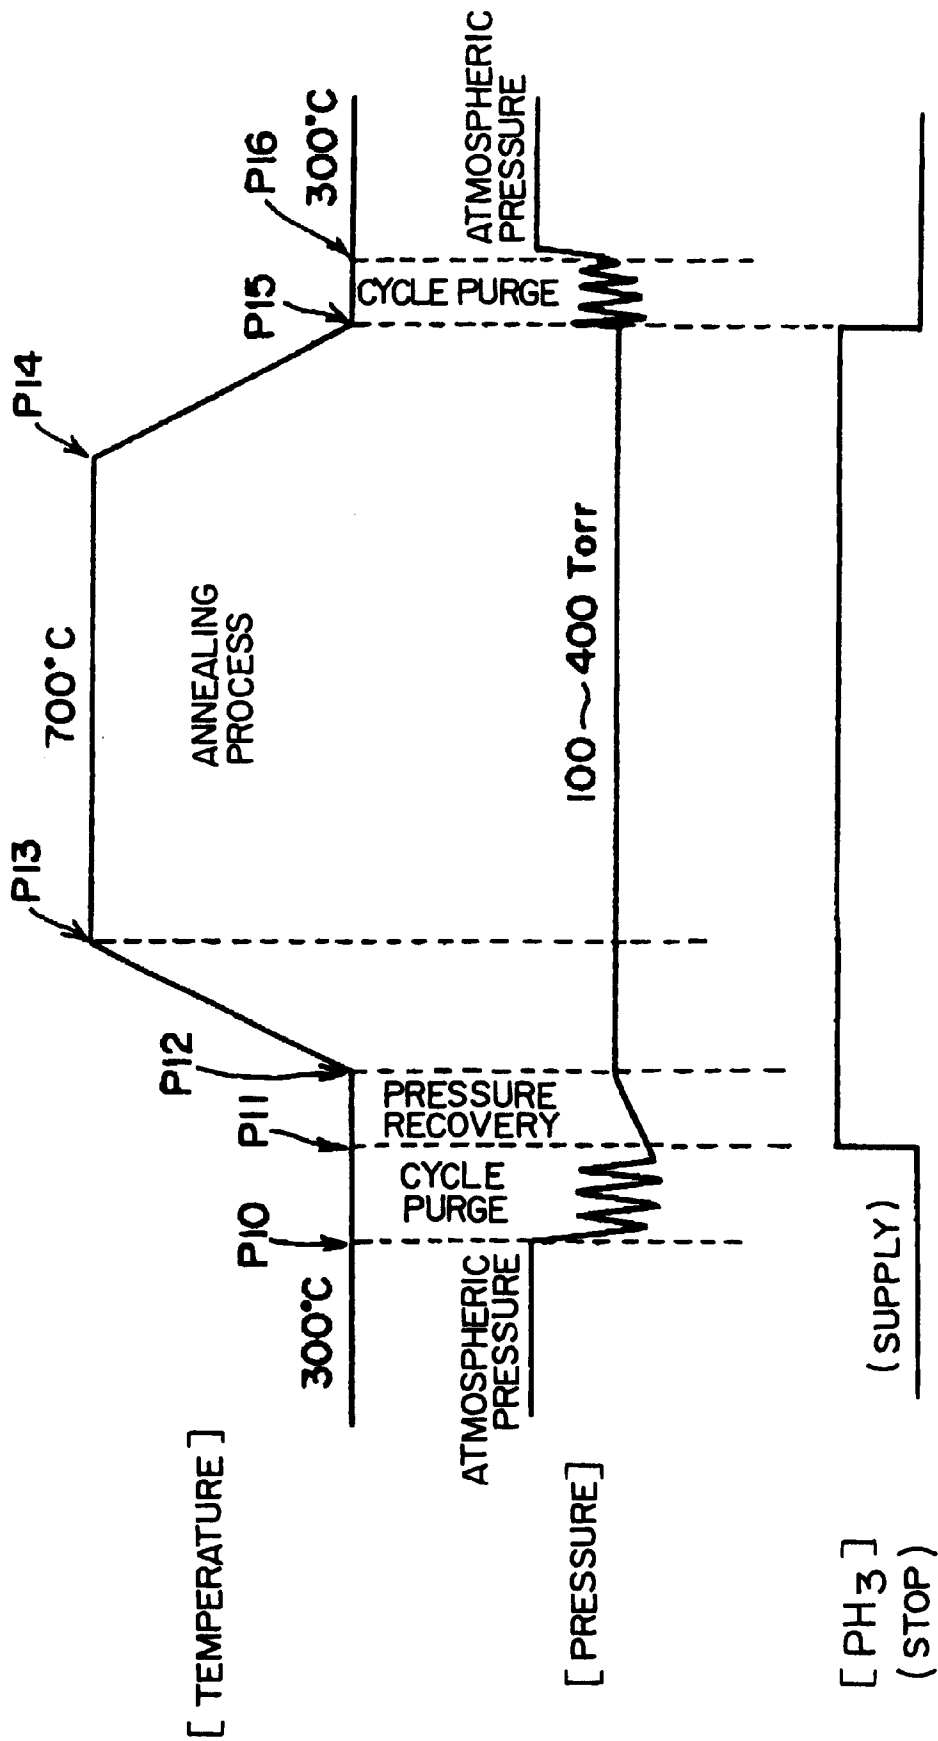 P13
700°C
P14
[ TEMPERATURE ]
P12
ANNEALING
PROCESS
P10
P11
P15
P16
300°C
300°C
CYCLE
PURGE
PRESSURE
RECOVERY
CYCLE PURGE
ATMOSPHERIC
PRESSURE
ATMOSPHERIC
PRESSURE
[ PRESSURE]
100~400 Torr
[ PH3 ]
(SUPPLY)
(STOP)